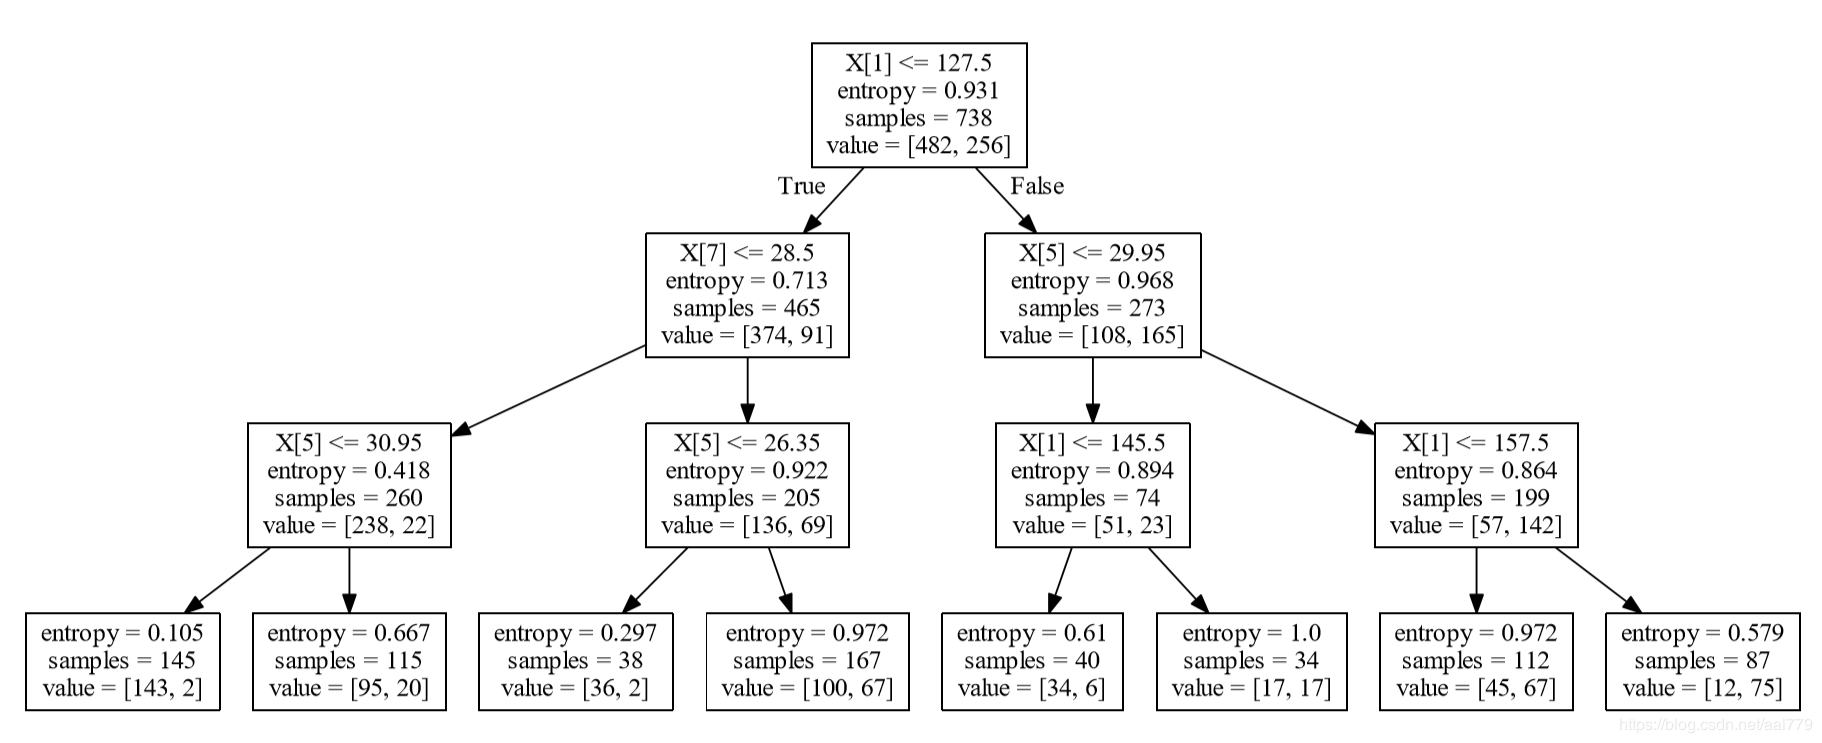 X[1] <= 127.5
entropy = 0.931
samples = 738
value = [482, 256]
True
False
X[7] <= 28.5
entropy = 0.713
samples = 465
value = [374, 91]
X[5] <= 29.95
entropy = 0.968
samples = 273
value = [108, 165]
X[5] <= 30.95
entropy = 0.418
samples = 260
value = [238, 22]
X[5] <= 26.35
entropy = 0.922
samples = 205
value = [136, 69]
X[1] <= 145.5
entropy = 0.894
samples = 74
value = [51, 23]
X[1] <= 157.5
entropy = 0.864
samples = 199
value = [57, 142]
entropy = 0.105
samples = 145
value = [143, 2]
entropy = 0.667
samples = 115
value = [95, 20]
entropy = 0.297
samples = 38
value = [36, 2]
entropy = 0.972
samples = 167
value = [100, 67]
entropy = 0.61
samples = 40
value = [34, 6]
entropy = 1.0
samples = 34
value = [17, 17]
entropy = 0.972
samples = 112
value = [45, 67]
entropy = 0.579
samples = 87
value = [12, 75]
https://blog.csdn.net/aal779